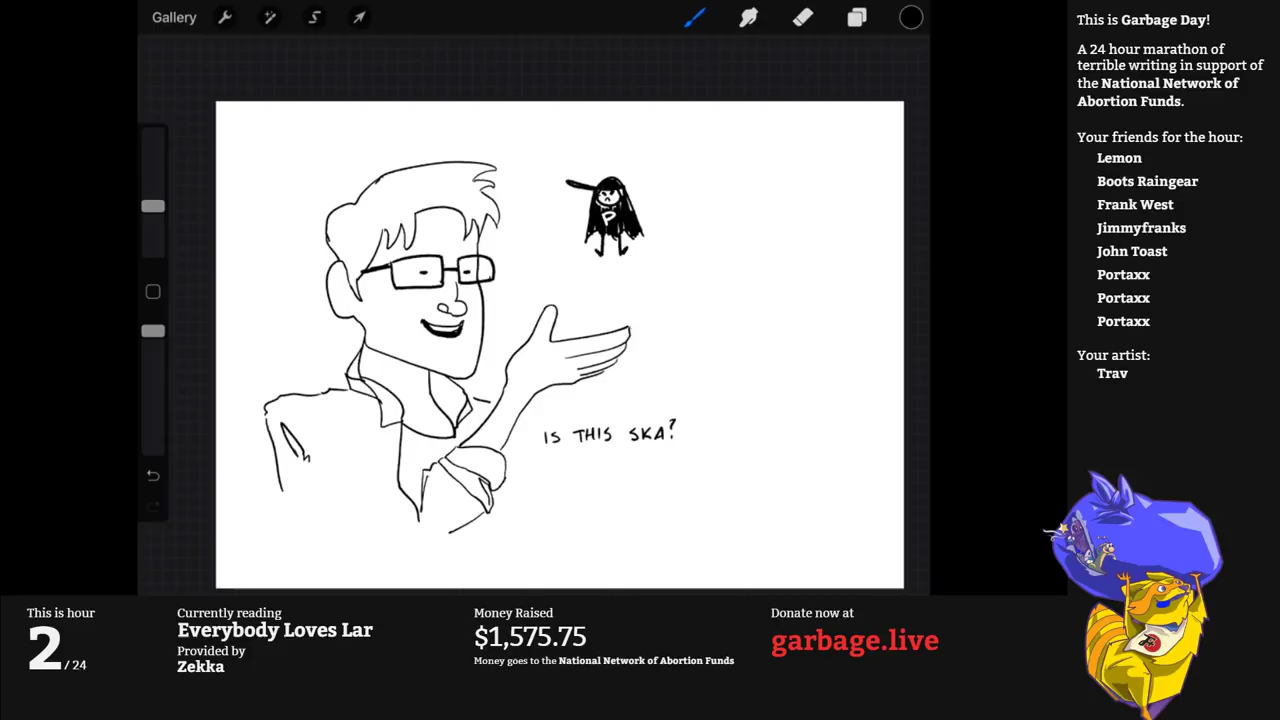 Gallery
P
IS THIS SKA?
This is Garbage Day!
A 24 hour marathon of
terrible writing in support of
the National Network of
Abortion Funds.
Your friends for the hour:
Lemon
Boots Raingear
Frank West
Jimmyfranks
John Toast
Portaxx
Portaxx
Portaxx
Your artist:
Trav
This is hour
2 / 24
Currently reading
Everybody Loves Lar
Provided by
Zekka
Money Raised
$1,575.75
Money goes to the National Network of Abortion Funds
Donate now at
garbage.live